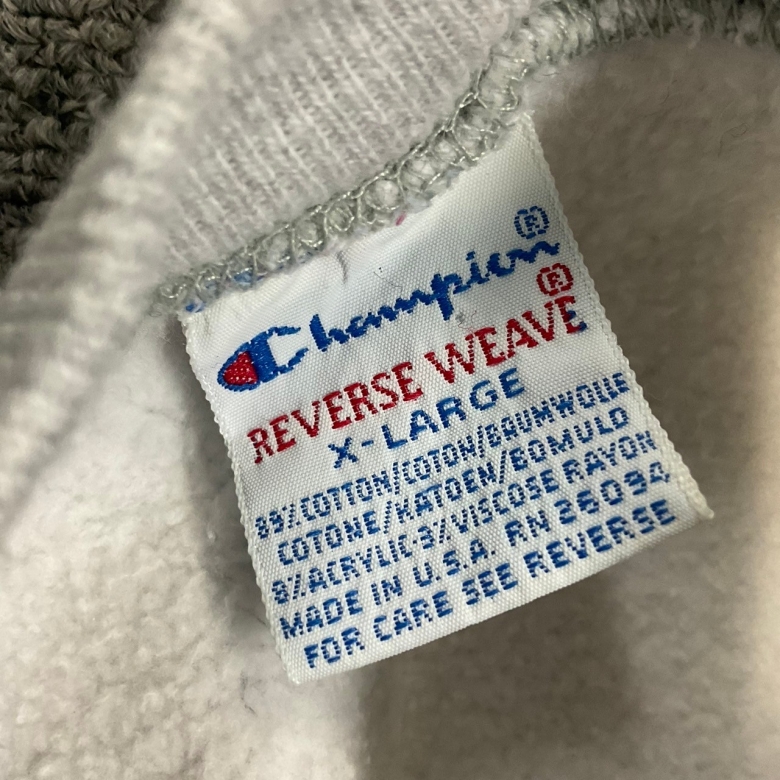 Champion®
REVERSE WEAVE®
X-LARGE
89% COTTON/COTON/BAUMWOLLE
COTONE/KATOEN/BOMULD
8% ACRYLIC 3% VISCOSE RAYON
MADE IN U.S.A. RN 26094
FOR CARE SEE REVERSE